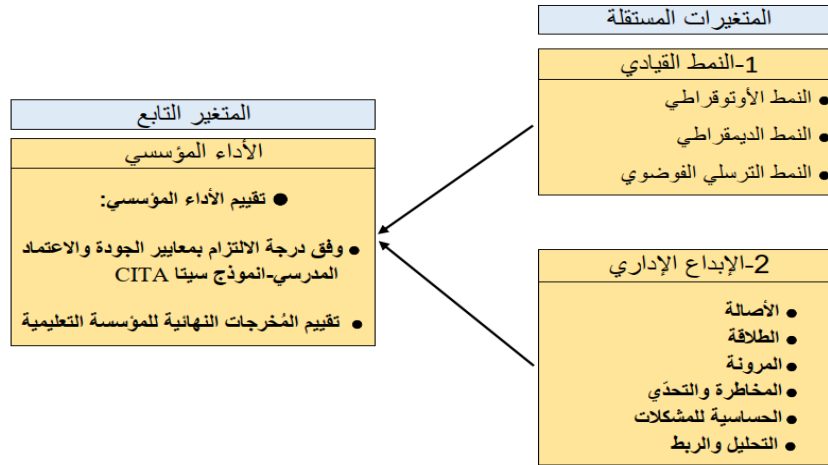 المتغيرات المستقلة
1-النمط القيادي
● النمط الأوتوقراطي
● النمط الديمقراطي
● النمط الترسلي الفوضوي
2-الإبداع الإداري
● الأصالة
● الطلاقة
● المرونة
● المخاطرة والتحدّي
● الحساسية للمشكلات
● التحليل والربط
المتغير التابع
الأداء المؤسسي
● تقييم الأداء المؤسسي:
● وفق درجة الالتزام بمعايير الجودة والاعتماد
المدرسي-انموذج سيتا CITA
● تقييم المُخرجات النهائية للمؤسسة التعليمية